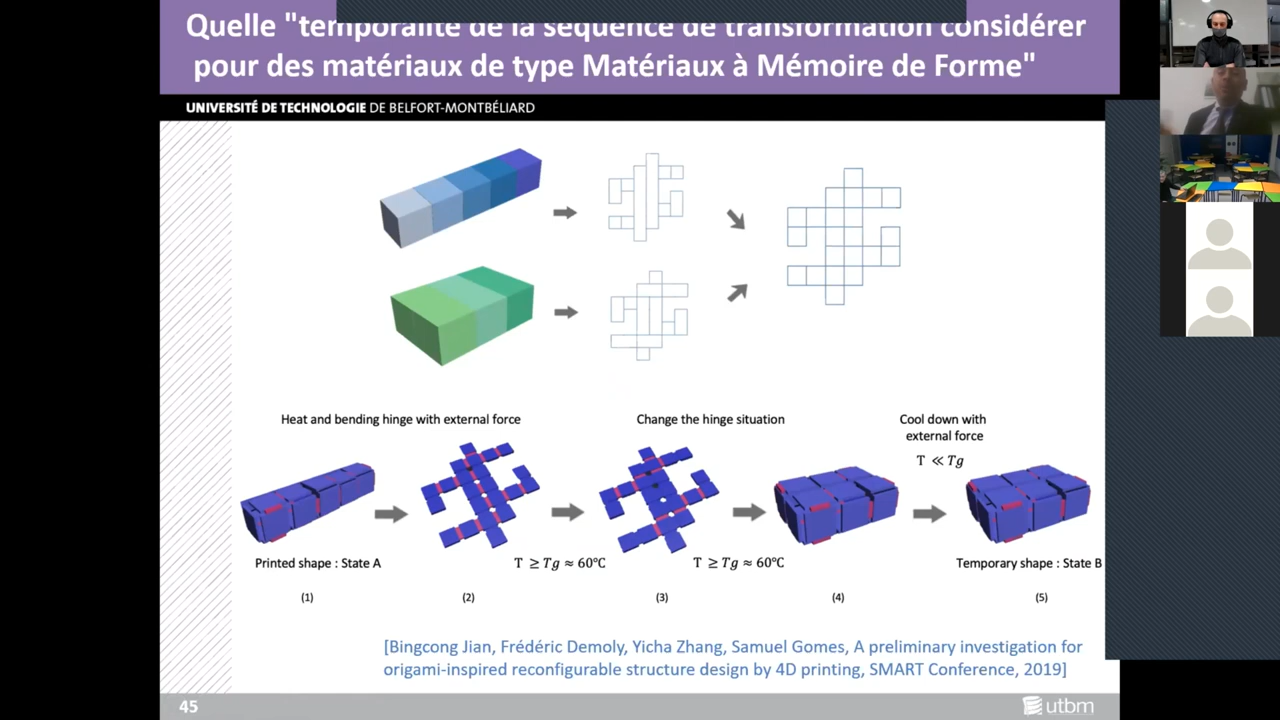 Quelle "temporalité de la séquence de transformation considérer
pour des matériaux de type Matériaux à Mémoire de Forme"
UNIVERSITÉ DE TECHNOLOGIE DE BELFORT-MONTBÉLIARD
Heat and bending hinge with external force
Change the hinge situation
Cool down with
external force
T ≪ Tg
Printed shape : State A
T ≥ Tg ≈ 60℃
T ≥ Tg ≈ 60℃
Temporary shape : State B
(1)
(2)
(3)
(4)
(5)
[Bingcong Jian, Frédéric Demoly, Yicha Zhang, Samuel Gomes, A preliminary investigation for
origami-inspired reconfigurable structure design by 4D printing, SMART Conference, 2019]
45
utbm